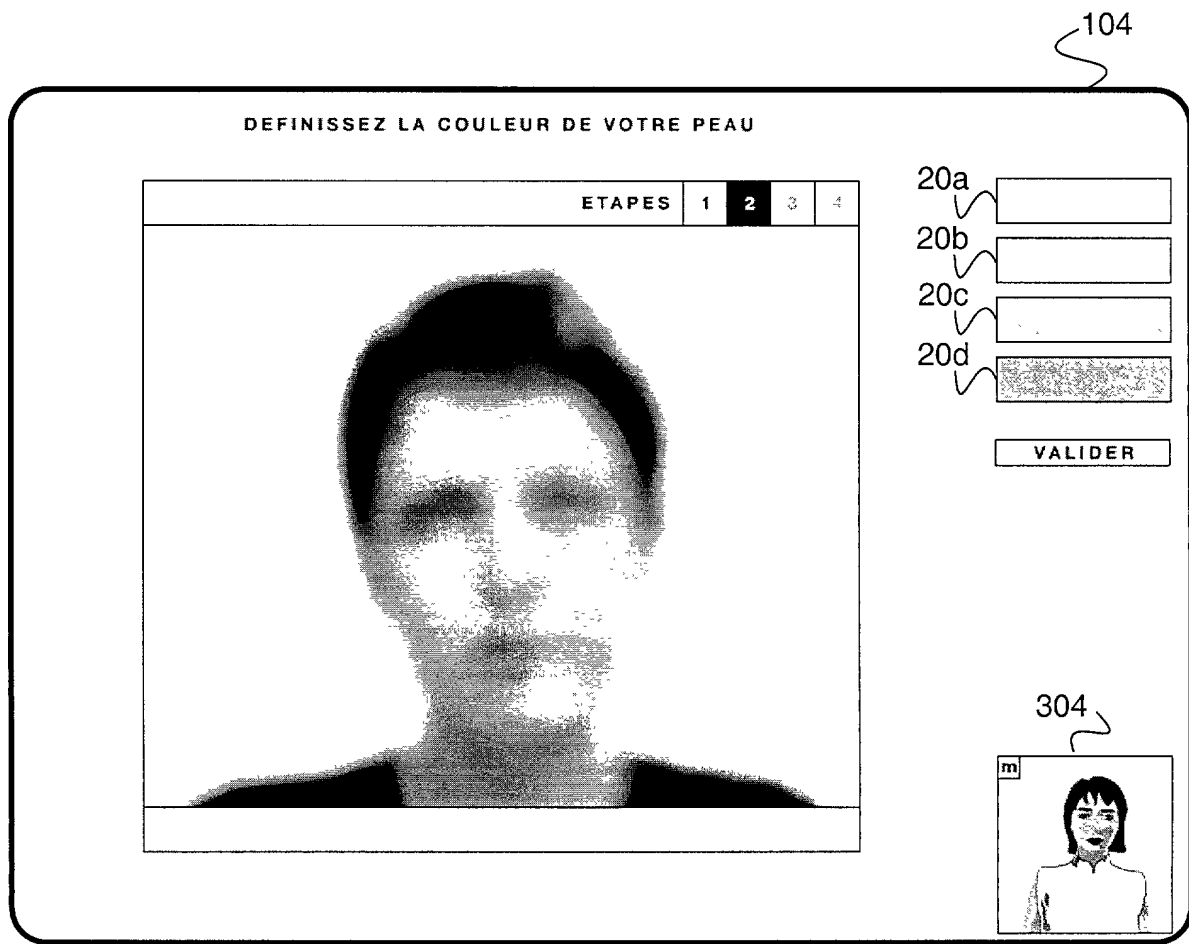 104
DEFINISSEZ LA COULEUR DE VOTRE PEAU
ETAPES 1 2 3 4
20a
20b
20c
20d
VALIDER
304
m